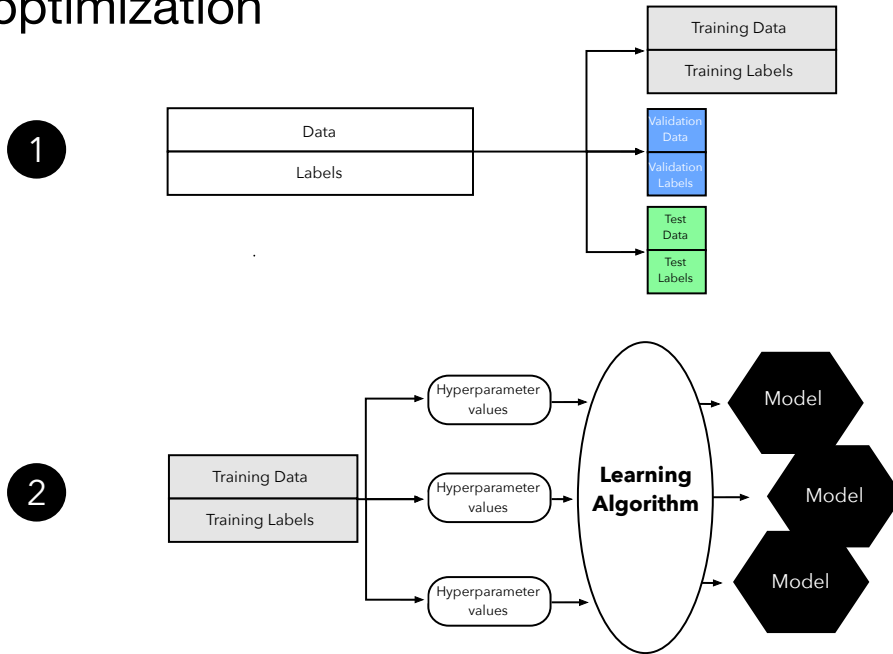 optimization
1
Data
Labels
Training Data
Training Labels
Validation
Data
Validation
Labels
Test
Data
Test
Labels
2
Training Data
Training Labels
Hyperparameter
values
Hyperparameter
values
Hyperparameter
values
Learning
Algorithm
Model
Model
Model